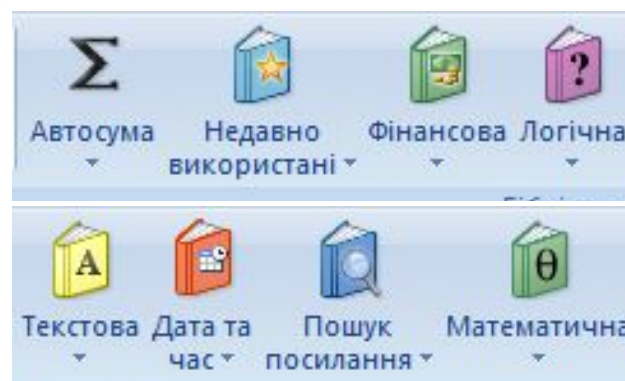 Автосума
Недавно
використані
Фінансова
Логічна
Текстова
Дата та
час
Пошук
посилання
Математична